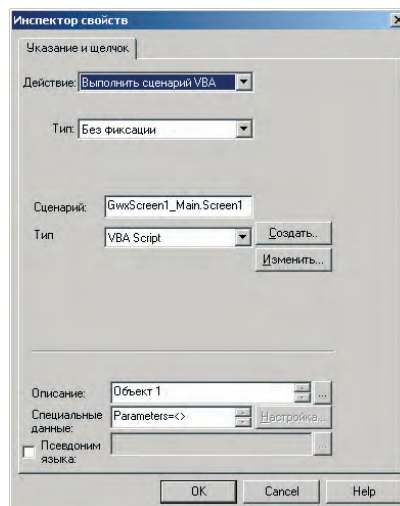 Инспектор свойств
Указание и щелчок
Действие: Выполнить сценарий VBA
Тип: Без фиксации
Сценарий: GwxScreen1_Main.Screen1
Тип VBA Script Создать..
Изменить...
Описание: Объект 1 ...
Специальные данные: Parameters=<> Настройка...
Псевдоним языка: ...
OK Cancel Help